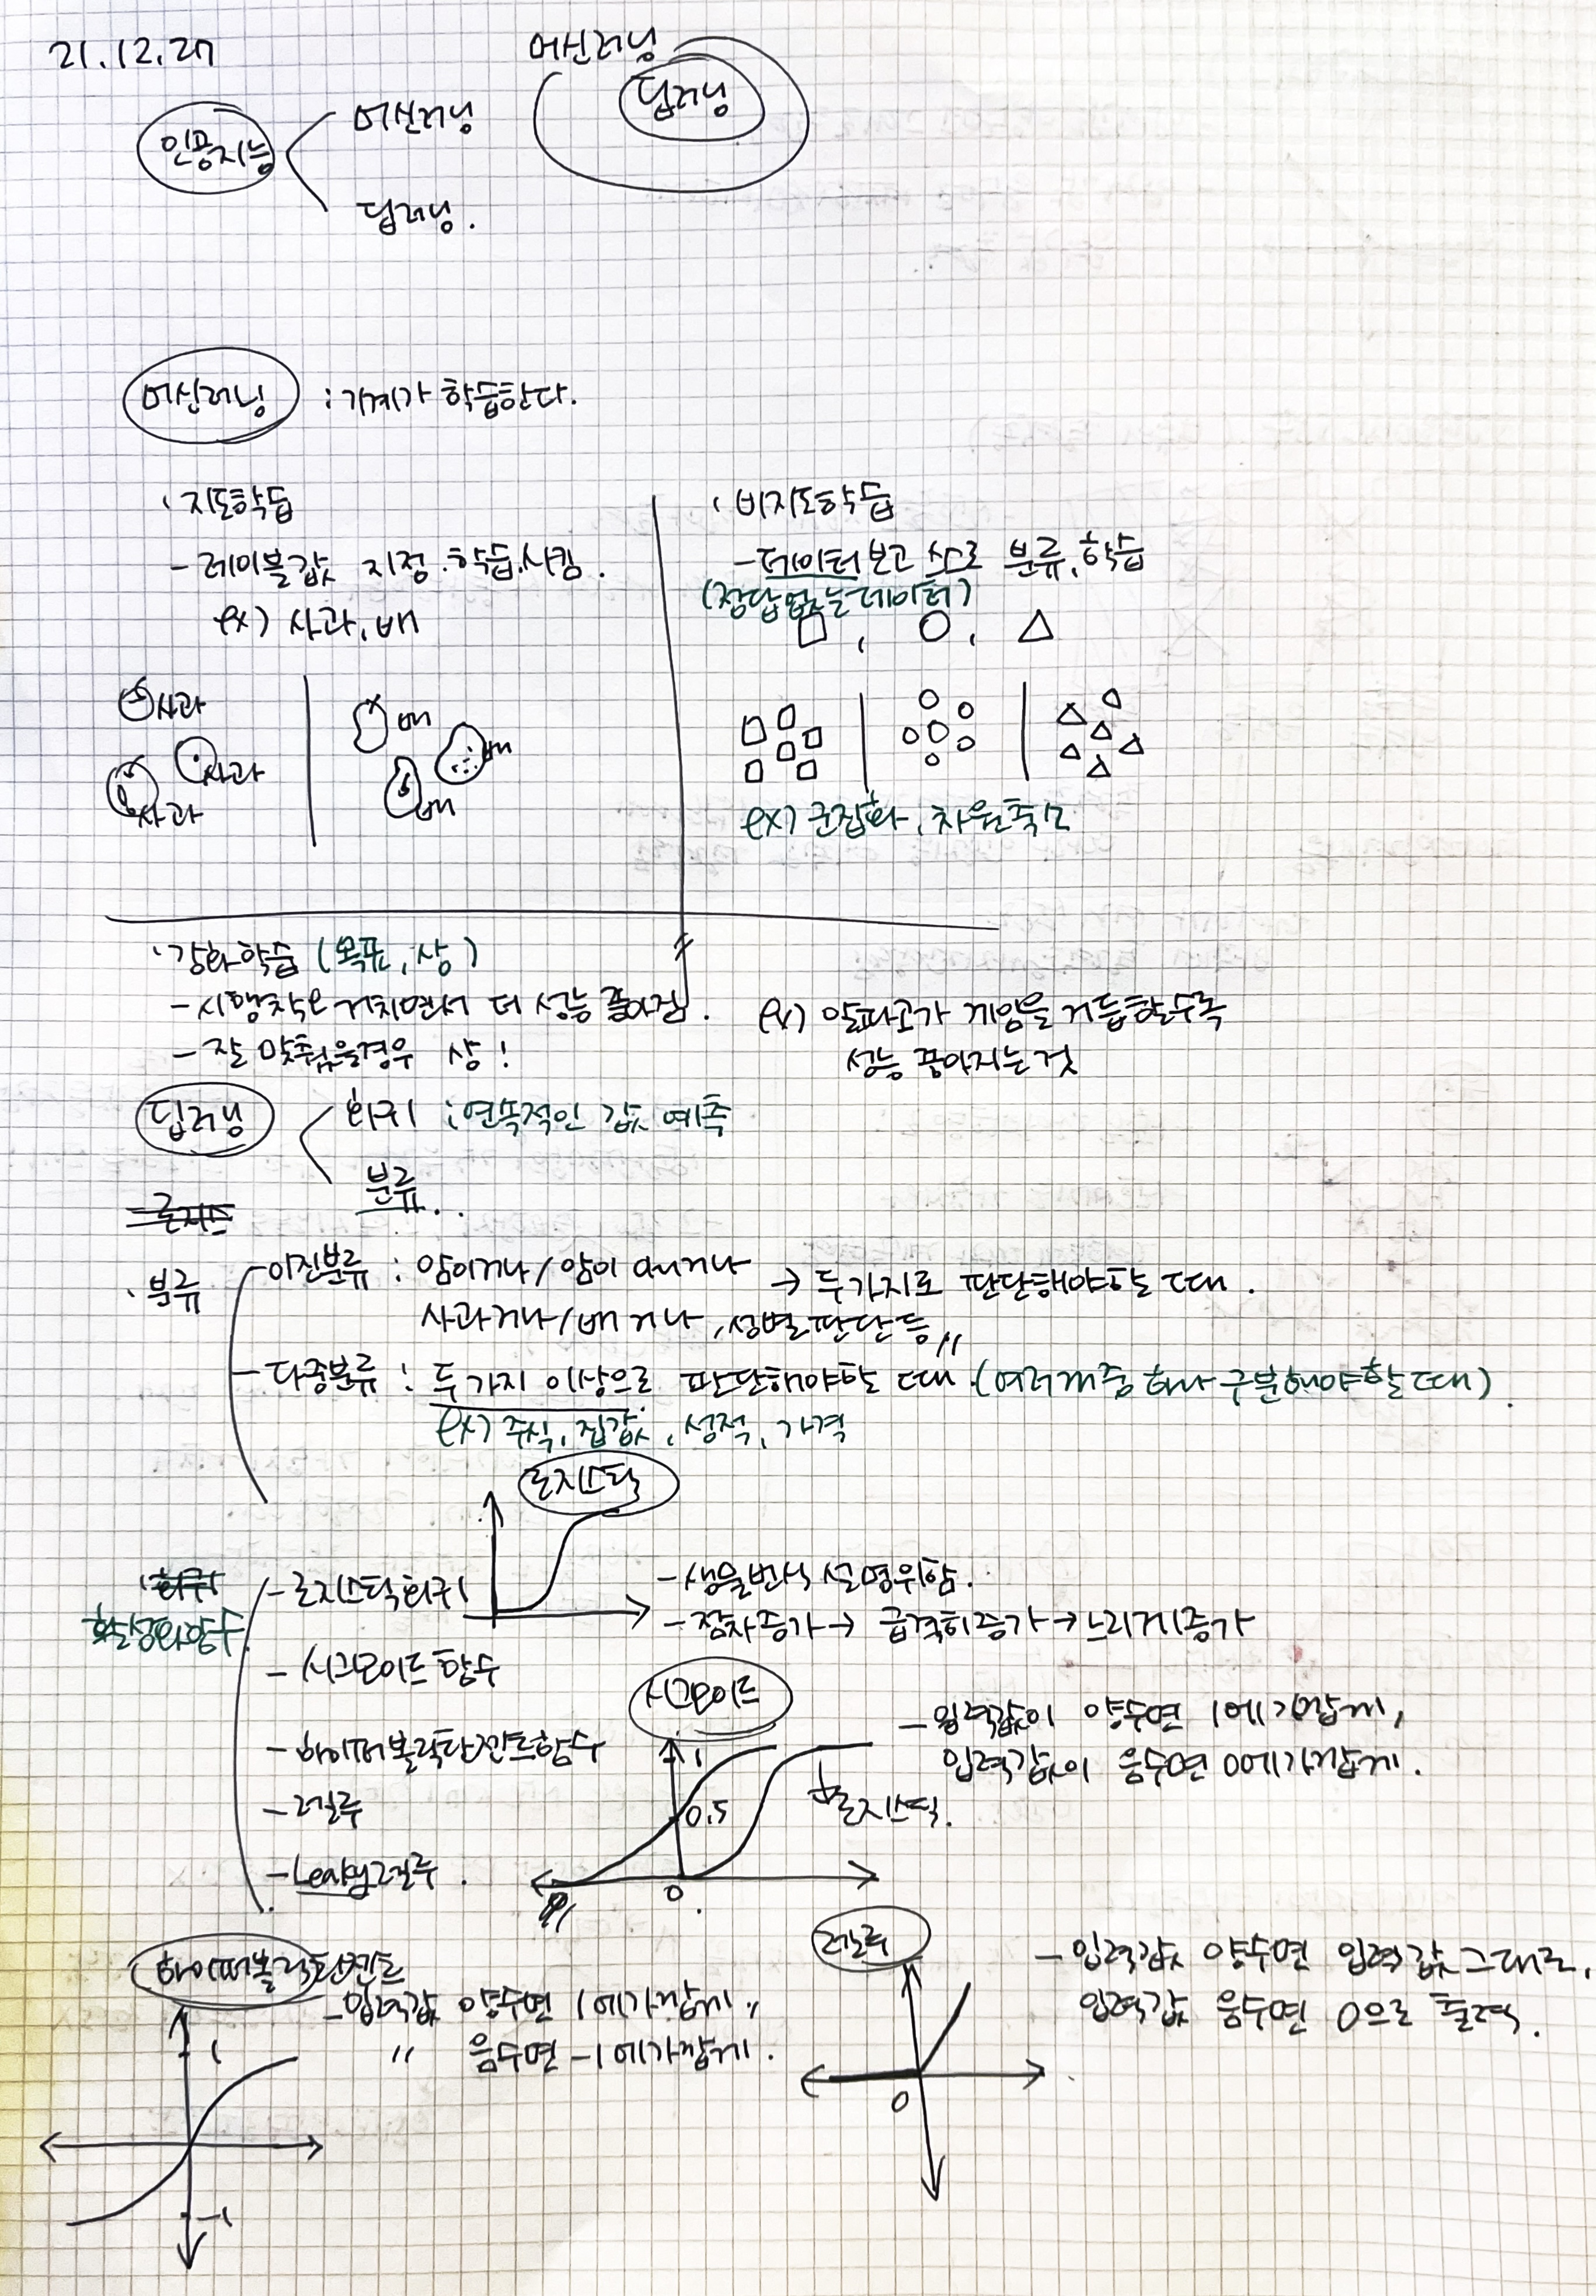 21.12.27
머신러닝
딥러닝
인공지능
머신러닝
딥러닝.
머신러닝 : 기계가 학습한다.
· 지도학습
- 레이블값 지정.학습.시킴.
ex) 사과, 배
사과
사과
사과
배
배
배
· 비지도학습
- 데이터보고 스스로 분류, 학습
(정답없는데이터)
ex) 군집화, 차원축소
· 강화학습 (목표, 상)
- 시행착오 거치면서 더 성능 좋아짐.
- 잘 맞췄을경우 상!
ex) 알파고가 게임을 거듭할수록
성능 좋아지는 것
딥러닝
회귀 : 연속적인 값 예측
분류..
로지스
· 분류
- 이진분류 : 암이거나/암이 아니거나 → 두가지로 판단해야할 때.
사과거나/배거나, 성별판단등 〃
- 다중분류 : 두가지 이상으로 판단해야할 때 (여러개중 하나 구분해야할때).
ex) 주식, 집값, 성적, 가격
로지스틱
· 회귀
활성화함수
- 로지스틱회귀
- 생물번식 설명위함.
- 점차증가 → 급격히증가 → 느리게증가
- 시그모이드 함수
시그모이드
- 입력값이 양수면 1에가깝게,
입력값이 음수면 0에가깝게.
- 하이퍼볼릭탄젠트함수
- 렐루
- Leaky렐루.
1
0.5
로지스틱.
0
하이퍼볼릭탄젠트
- 입력값 양수면 1에가깝게 〃
〃 음수면 -1에가깝게.
1
-1
렐루
- 입력값 양수면 입력값그대로,
입력값 음수면 0으로 출력.
0